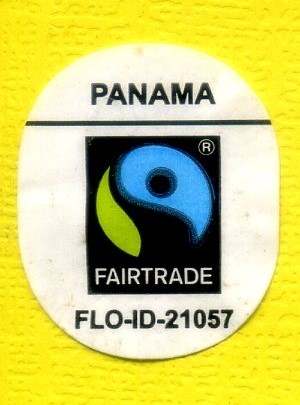 PANAMA
®
FAIRTRADE
FLO-ID-21057